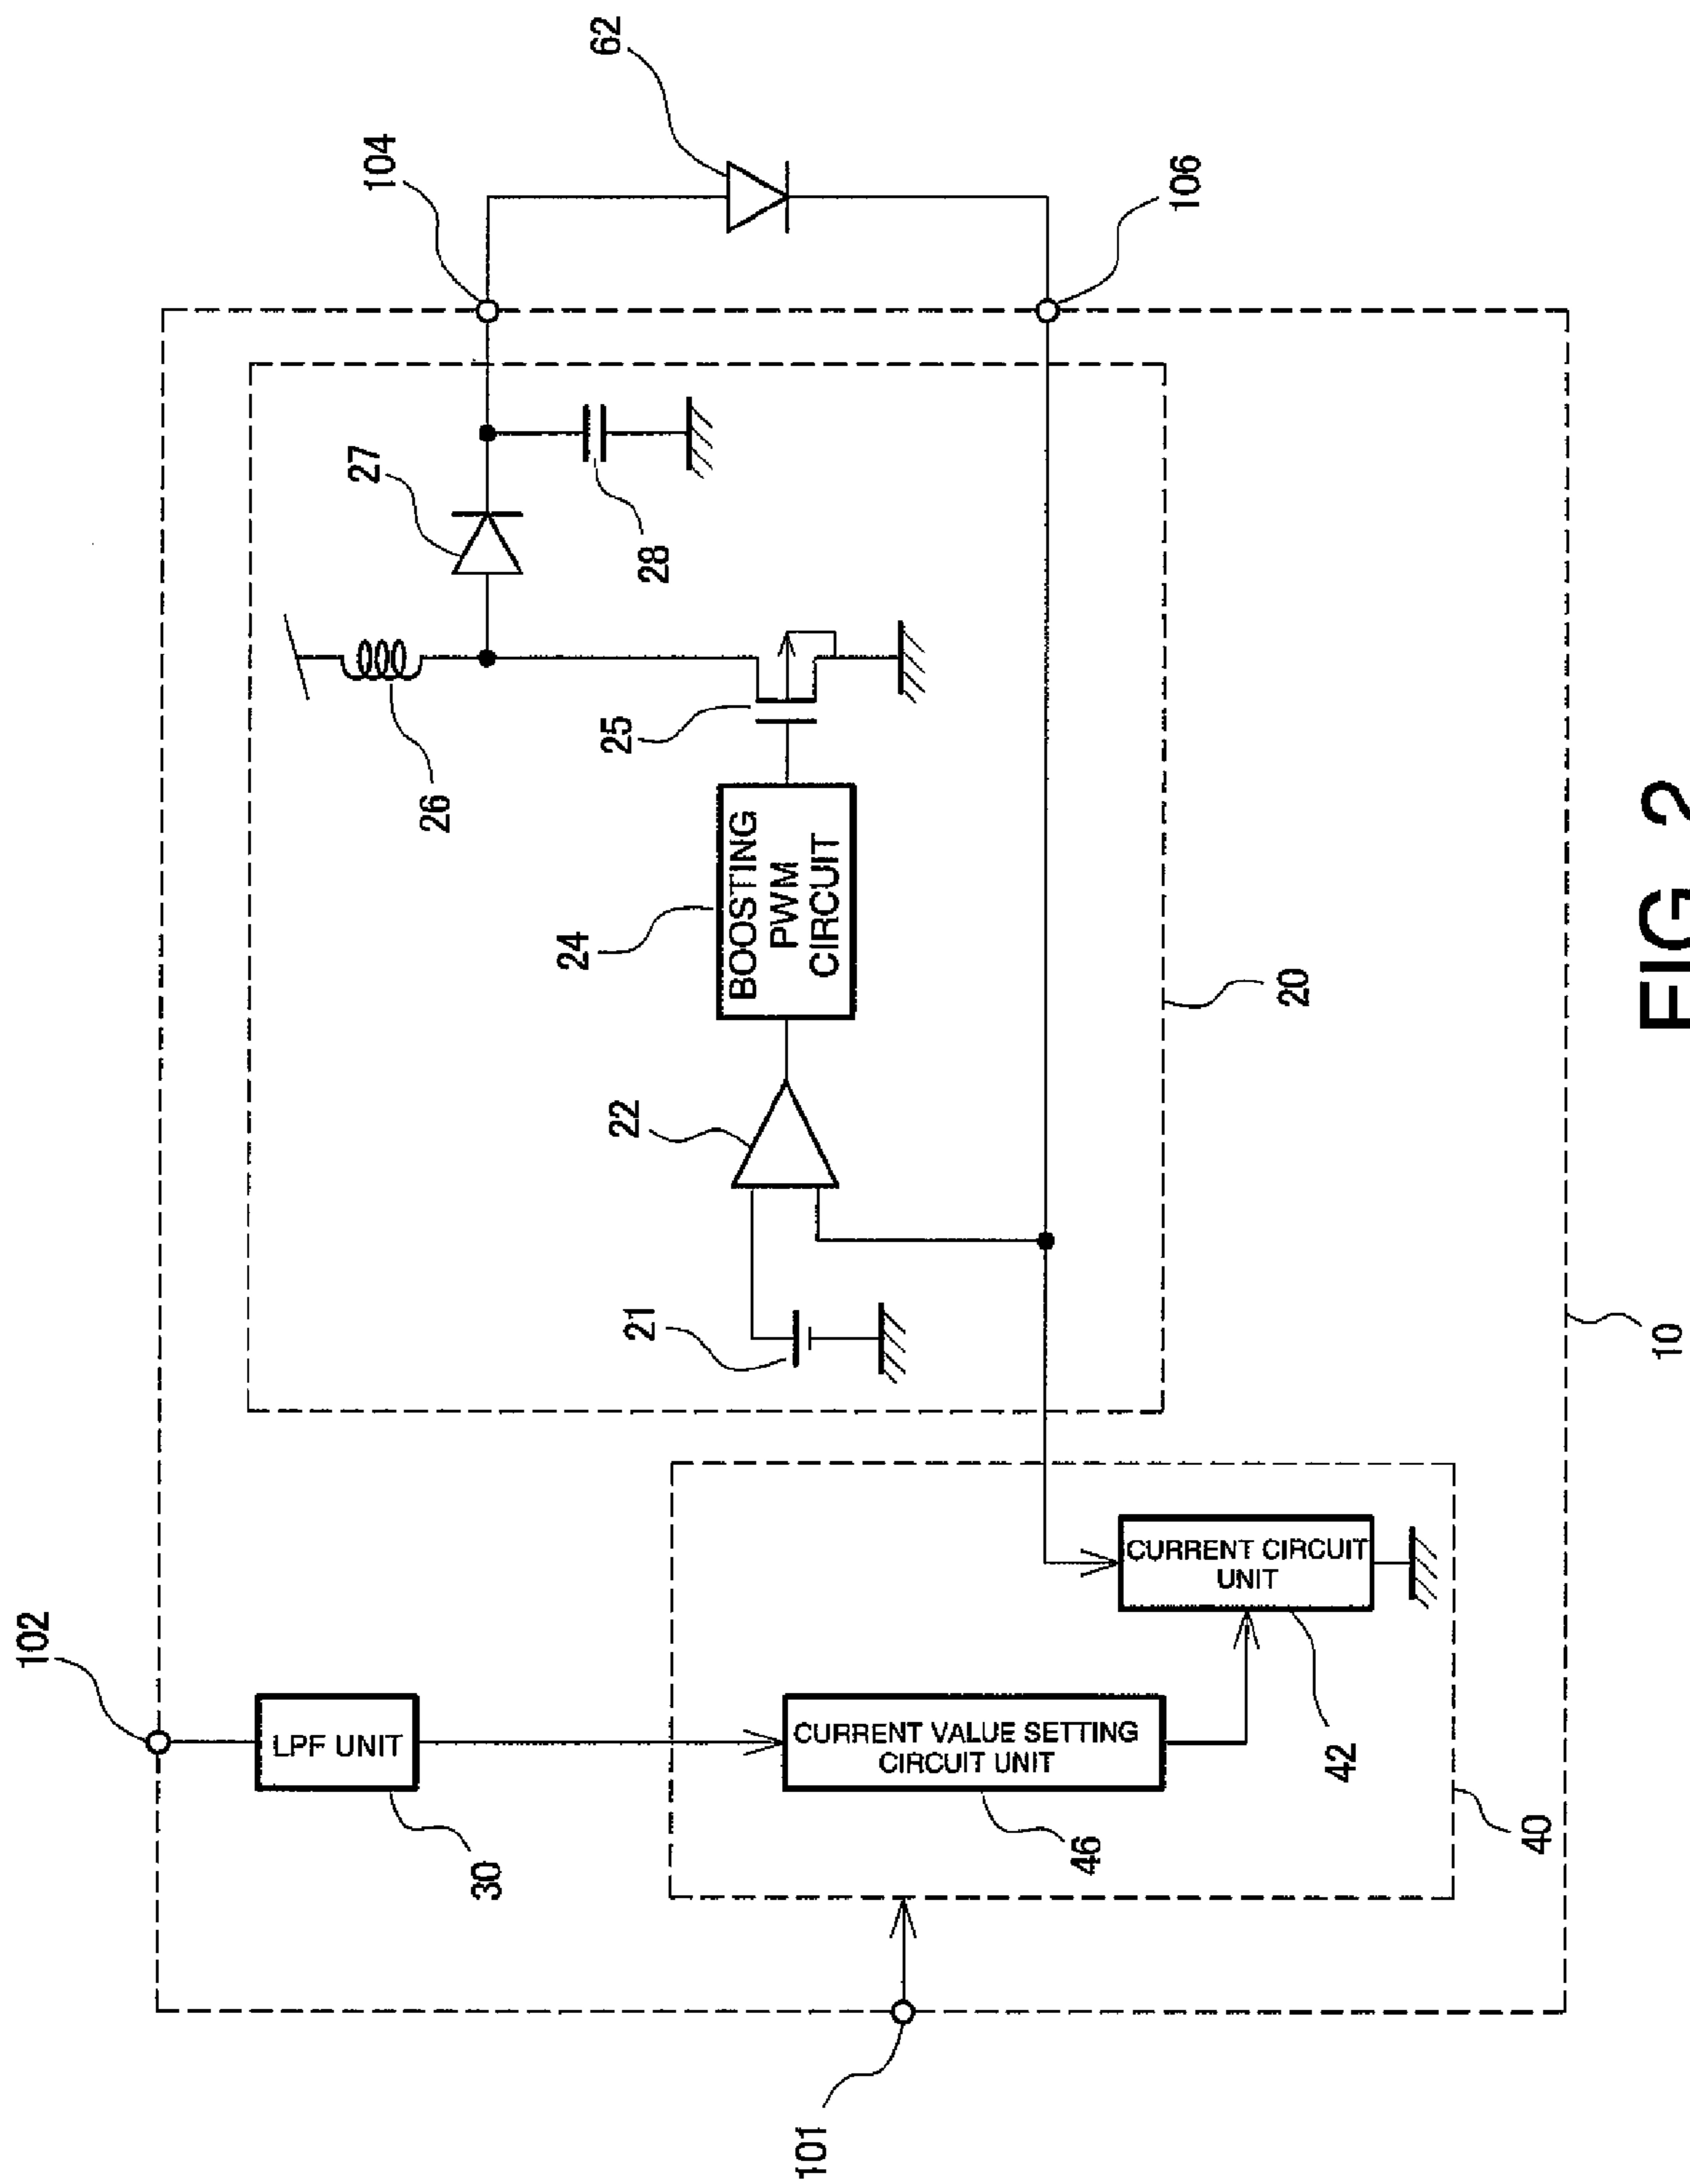 102
LPF UNIT
30
101
CURRENT VALUE SETTING
CIRCUIT UNIT
46
CURRENT CIRCUIT
UNIT
42
40
21
22
24
BOOSTING
PWM
CIRCUIT
25
26
27
28
20
104
62
106
10
FIG. 2